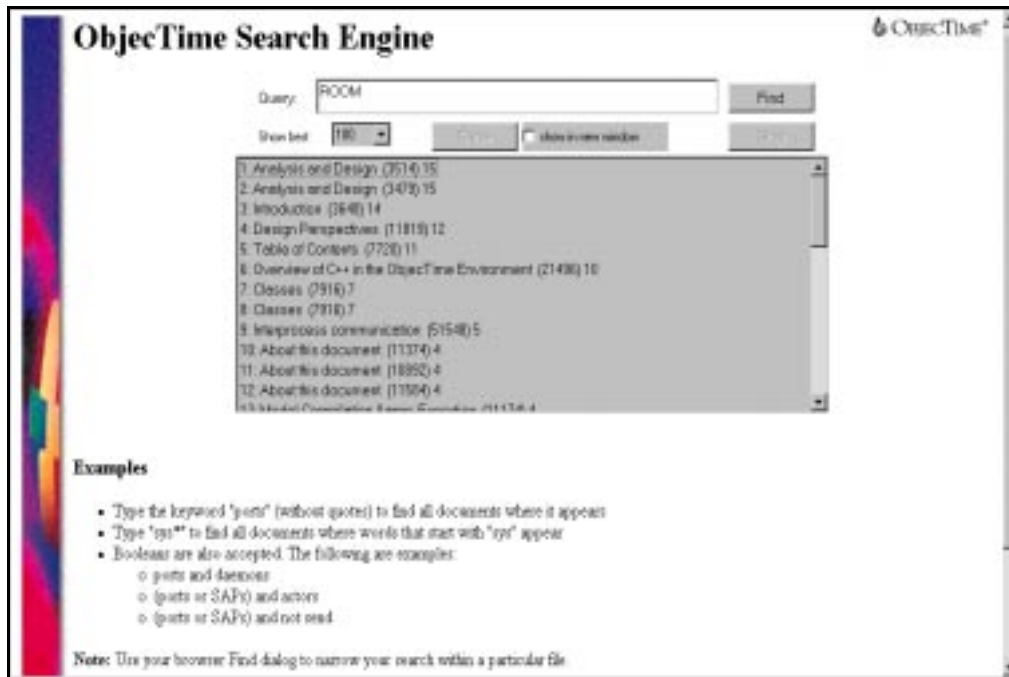 ObjecTime Search Engine
OBJECTIME
Query: ROOM Find
Show best 100 show in new window
1: Analysis and Design (3514) 15
2: Analysis and Design (3479) 15
3: Introduction (3648) 14
4: Design Perspectives (11819) 12
5: Table of Contents (7720) 11
6: Overview of C++ in the ObjecTime Environment (21496) 10
7: Classes (7916) 7
8: Classes (7918) 7
9: Interprocess communication (51548) 5
10: About this document (11374) 4
11: About this document (10892) 4
12: About this document (11504) 4
Examples
• Type the keyword "ports" (without quotes) to find all documents where it appears
• Type "sys*" to find all documents where words that start with "sys" appear
• Booleans are also accepted. The following are examples:
o ports and daemons
o (ports or SAPs) and actors
o (ports or SAPs) and not send
Note: Use your browser Find dialog to narrow your search within a particular file.